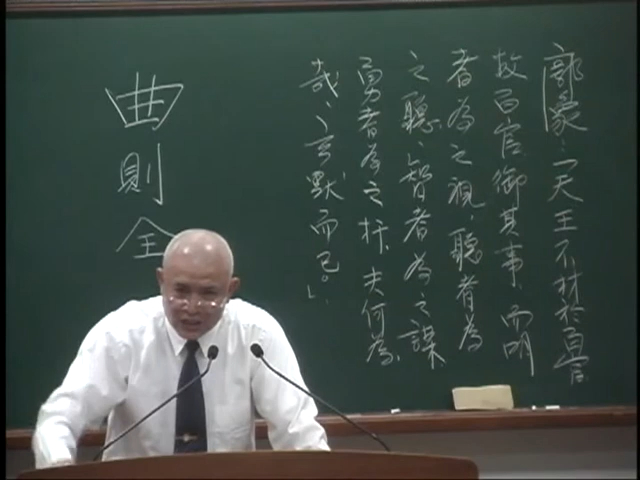 郭象：「天王不材於百官
故百官御其事，而明
者為之視，聽者為
之聽、智者為之謀、
勇者為之扞，夫何為
哉、玄默而已。」
曲則全